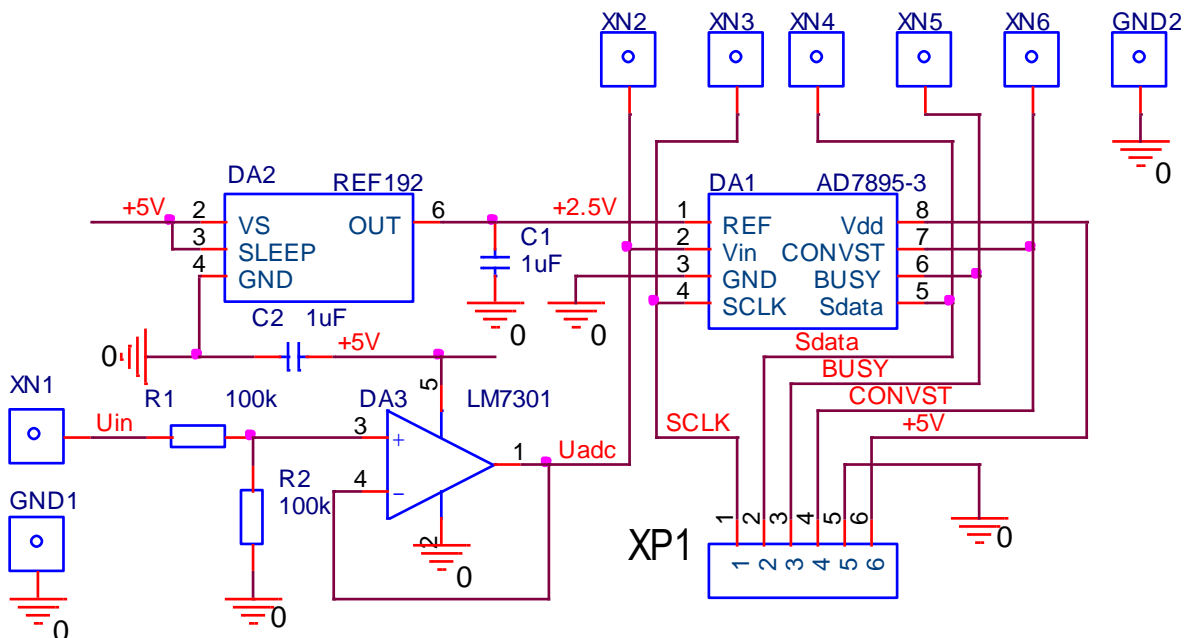 XN2
XN3
XN4
XN5
XN6
GND2
0
DA2
REF192
+5V
2
3
4
VS
SLEEP
GND
OUT
6
+2.5V
C1
1uF
0
0
DA1
AD7895-3
1
2
3
4
REF
Vin
GND
SCLK
Vdd
CONVST
BUSY
Sdata
8
7
6
5
C2 1uF
0
+5V
XN1
Uin
R1 100k
DA3
LM7301
5
3
+
4
−
1
2
0
Uadc
R2
100k
0
GND1
0
Sdata
BUSY
CONVST
SCLK
+5V
0
XP1
1 2 3 4 5 6
1 2 3 4 5 6